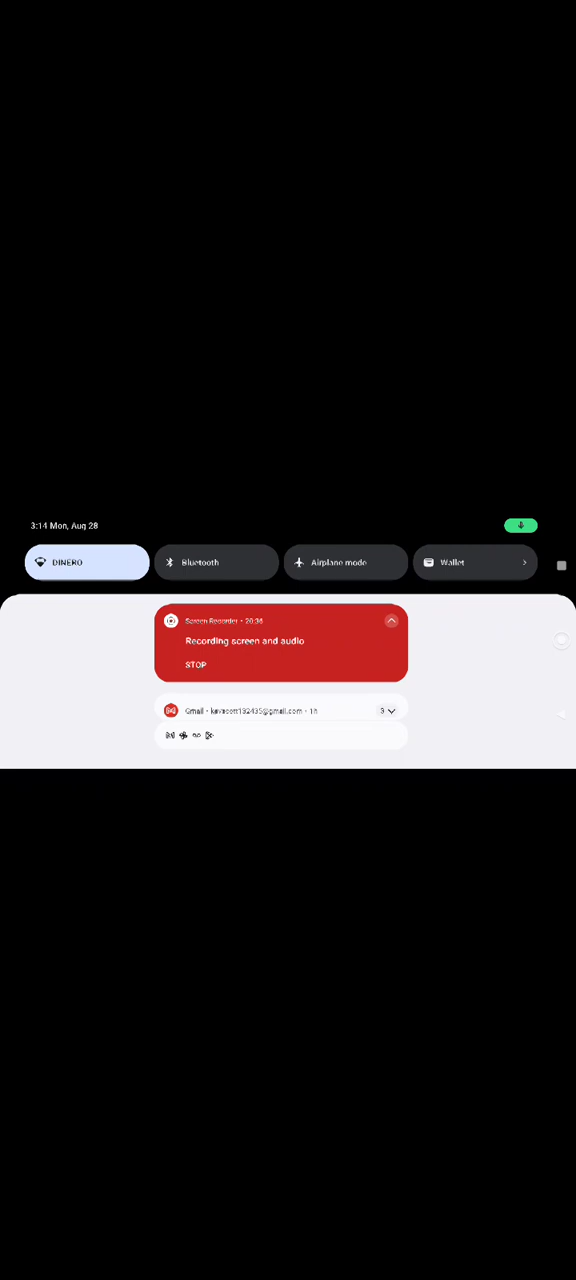 3:14 Mon, Aug 28
DINERO
Bluetooth
Airplane mode
Wallet
Screen Recorder • 20:36
Recording screen and audio
STOP
Gmail • • 1h
3